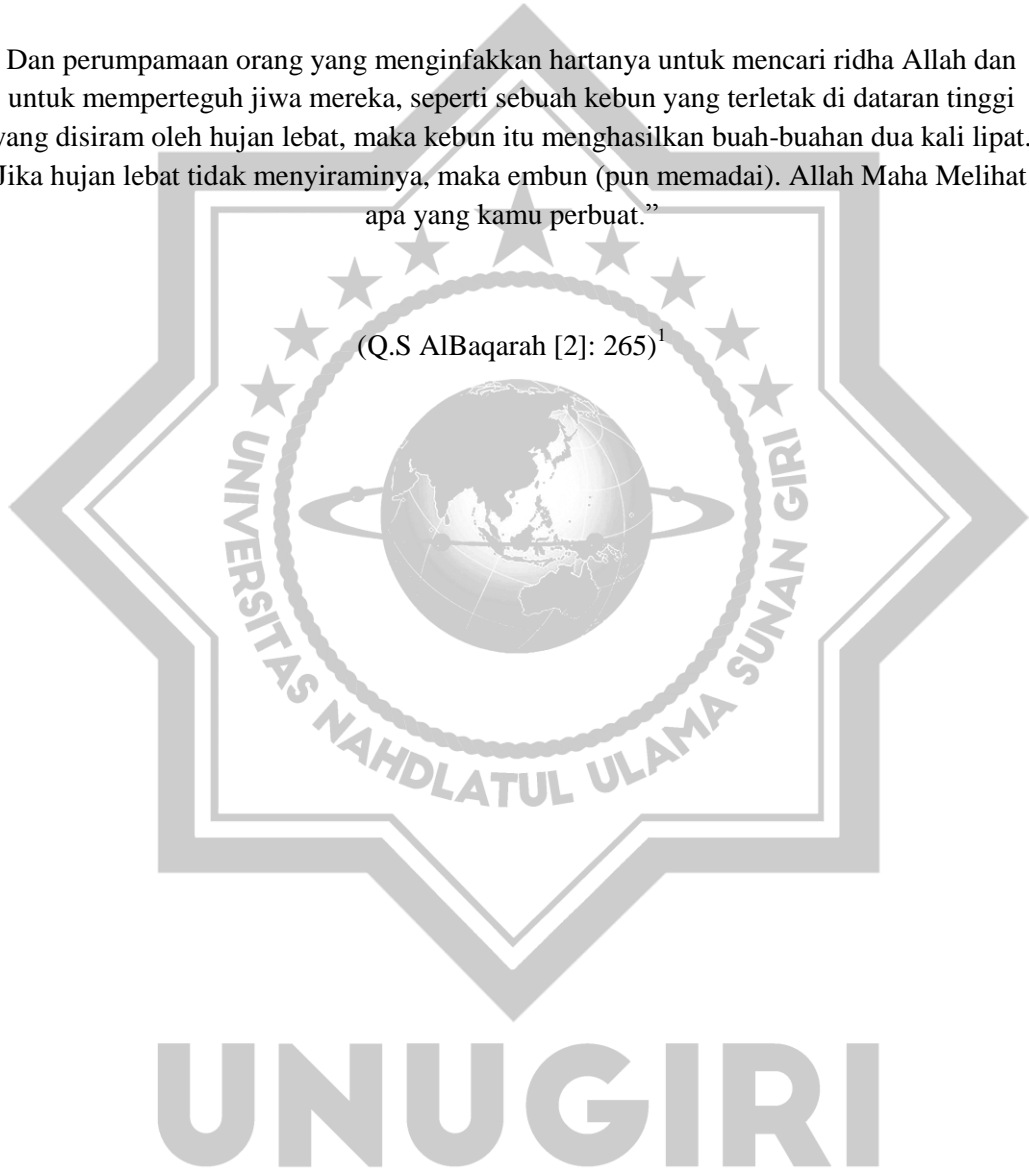 Dan perumpamaan orang yang menginfakkan hartanya untuk mencari ridha Allah dan
untuk memperteguh jiwa mereka, seperti sebuah kebun yang terletak di dataran tinggi
yang disiram oleh hujan lebat, maka kebun itu menghasilkan buah-buahan dua kali lipat.
Jika hujan lebat tidak menyiraminya, maka embun (pun memadai). Allah Maha Melihat
apa yang kamu perbuat.”
(Q.S AlBaqarah [2]: 265)1
UNIVERSITAS NAHDLATUL ULAMA SUNAN GIRI
UNUGIRI